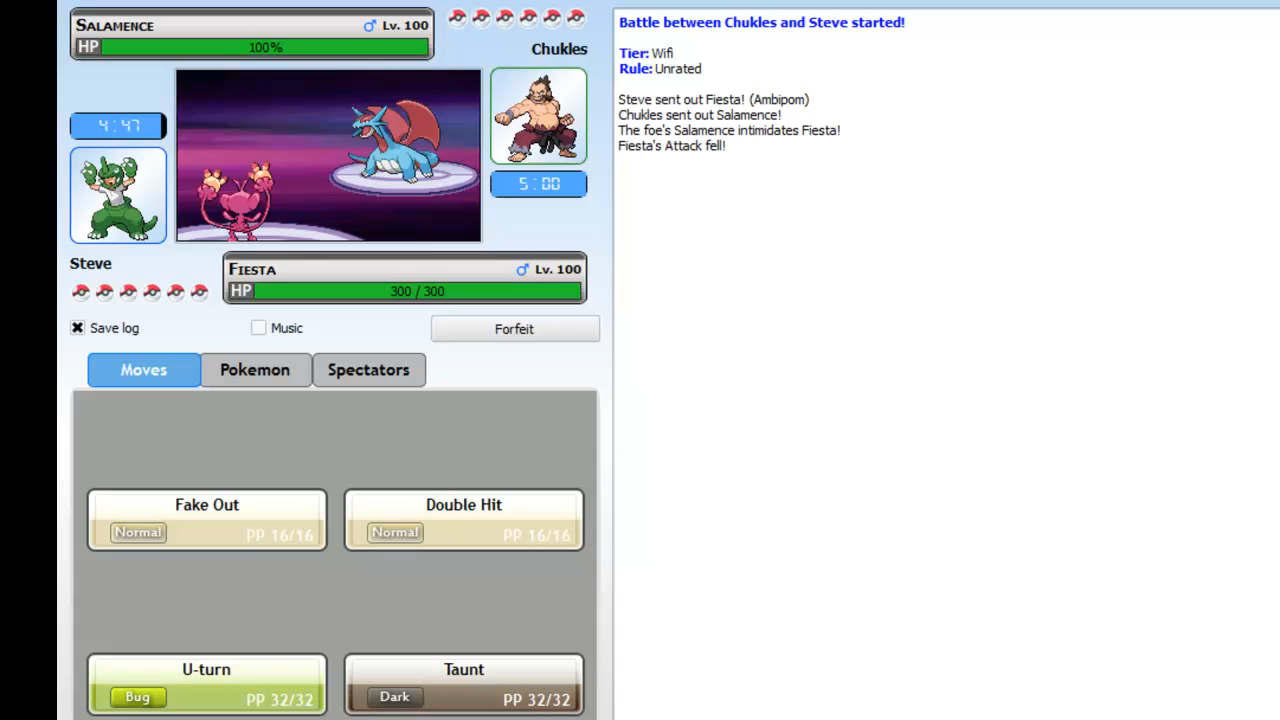 SALAMENCE ♂ Lv. 100
HP 100%
Chukles
4:47
5:00
Steve
FIESTA ♂ Lv. 100
HP 300 / 300
Save log
Music
Forfeit
Moves
Pokemon
Spectators
Fake Out
Normal PP 16/16
Double Hit
Normal PP 16/16
U-turn
Bug PP 32/32
Taunt
Dark PP 32/32
Battle between Chukles and Steve started!
Tier: Wifi
Rule: Unrated
Steve sent out Fiesta! (Ambipom)
Chukles sent out Salamence!
The foe's Salamence intimidates Fiesta!
Fiesta's Attack fell!